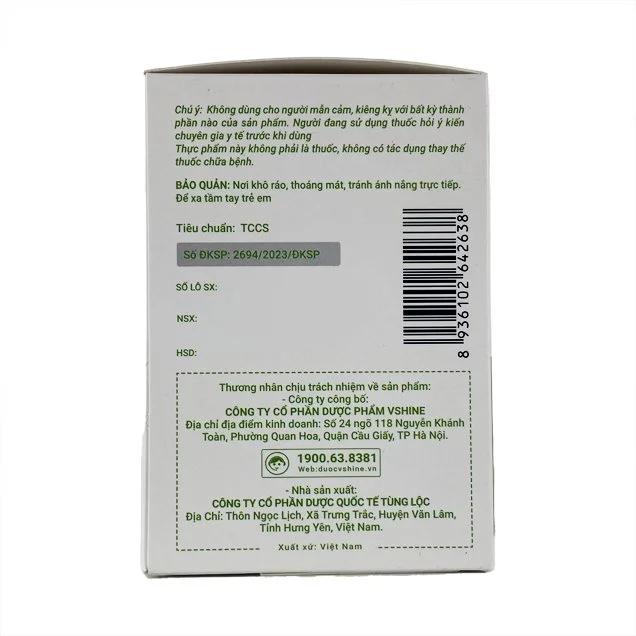 Chú ý: Không dùng cho người mẫn cảm, kiêng kỵ với bất kỳ thành
phần nào của sản phẩm. Người đang sử dụng thuốc hỏi ý kiến
chuyên gia y tế trước khi dùng
Thực phẩm này không phải là thuốc, không có tác dụng thay thế
thuốc chữa bệnh.
BẢO QUẢN: Nơi khô ráo, thoáng mát, tránh ánh nắng trực tiếp.
Để xa tầm tay trẻ em
Tiêu chuẩn: TCCS
Số ĐKSP: 2694/2023/ĐKSP
SỐ LÔ SX:
NSX:
HSD:
8 936102 642638
Thương nhân chịu trách nhiệm về sản phẩm:
- Công ty công bố:
CÔNG TY CỔ PHẦN DƯỢC PHẨM VSHINE
Địa chỉ địa điểm kinh doanh: Số 24 ngõ 118 Nguyễn Khánh
Toàn, Phường Quan Hoa, Quận Cầu Giấy, TP Hà Nội.
1900.63.8381
Web:duocvshine.vn
- Nhà sản xuất:
CÔNG TY CỔ PHẦN DƯỢC QUỐC TẾ TÙNG LỘC
Địa Chỉ: Thôn Ngọc Lịch, Xã Trưng Trắc, Huyện Văn Lâm,
Tỉnh Hưng Yên, Việt Nam.
Xuất xứ: Việt Nam